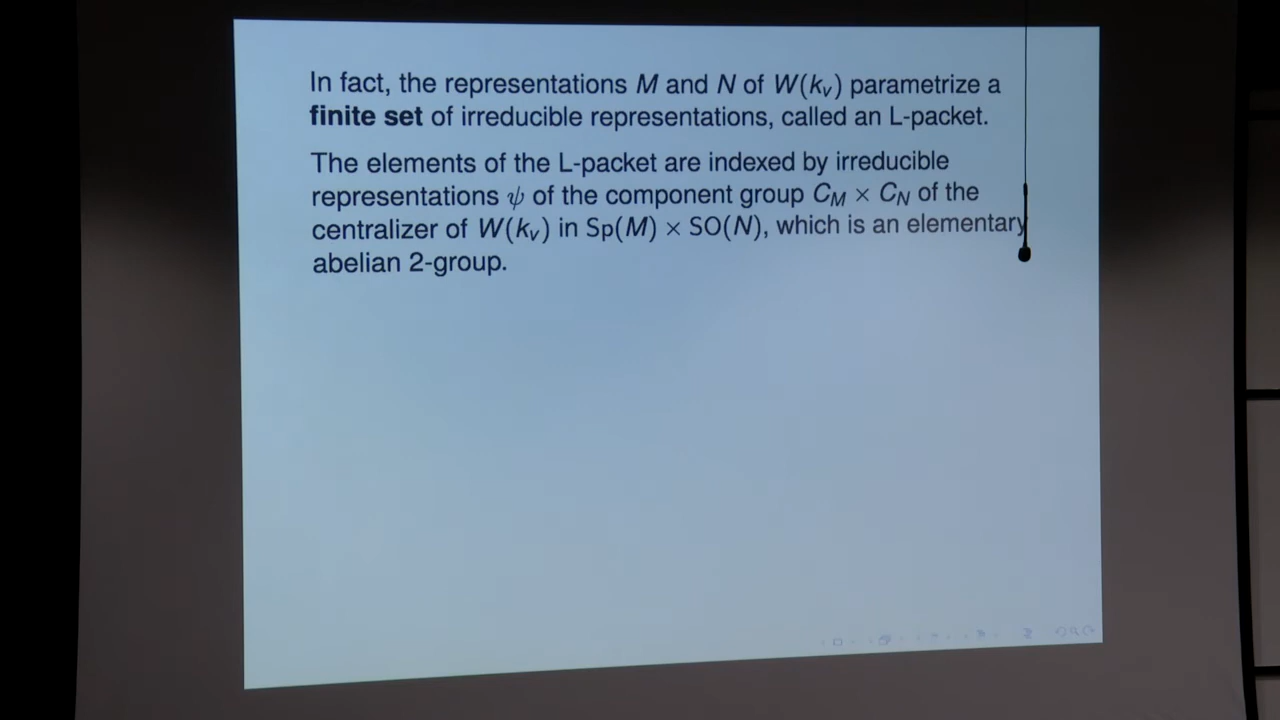 In fact, the representations M and N of W(kᵥ) parametrize a
finite set of irreducible representations, called an L-packet.
The elements of the L-packet are indexed by irreducible
representations ψ of the component group C_M × C_N of the
centralizer of W(kᵥ) in Sp(M) × SO(N), which is an elementary
abelian 2-group.